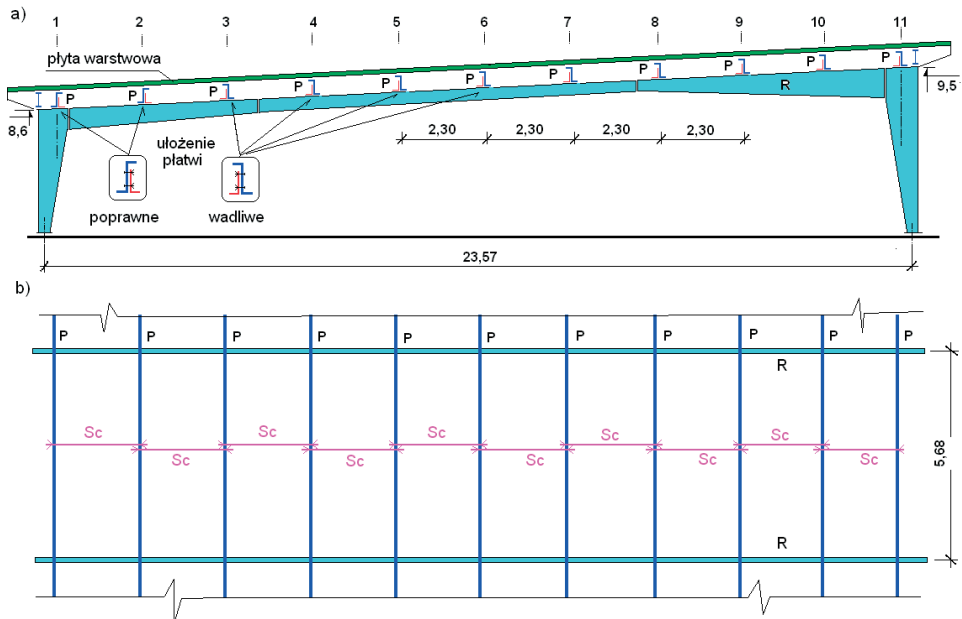 a)
1 2 3 4 5 6 7 8 9 10 11
płyta warstwowa
P P P P P P P P P P P
R
8,6
9,5
2,30 2,30 2,30 2,30
ułożenie
płatwi
poprawne
wadliwe
23,57
b)
P P P P P P P P P P P
R
Sc Sc Sc Sc Sc
Sc Sc Sc Sc Sc
5,68
R